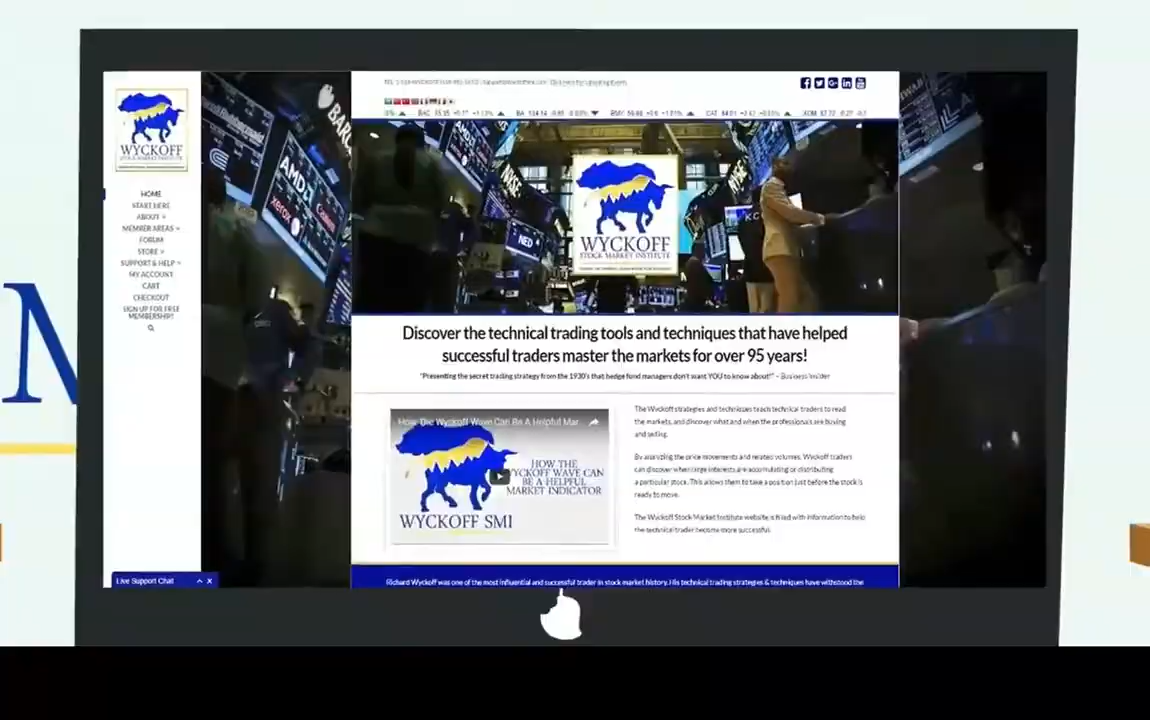 WYCKOFF
STOCK MARKET INSTITUTE
HOME
START HERE
ABOUT
MEMBER AREAS
FORUM
STORE
SUPPORT & HELP
MY ACCOUNT
CART
CHECKOUT
SIGN UP FOR FREE
MEMBERSHIP!
Live Support Chat
BARC
AMD
xerox
NYSE
NED
KC
WYCKOFF
STOCK MARKET INSTITUTE
Discover the technical trading tools and techniques that have helped
successful traders master the markets for over 95 years!
"Presenting the secret trading strategy from the 1930's that hedge fund managers don't want YOU to know about!" - Business Insider
How The Wyckoff Wave Can Be A Helpful Mar
HOW THE
WYCKOFF WAVE CAN
BE A HELPFUL
MARKET INDICATOR
WYCKOFF SMI
The Wyckoff strategies and techniques teach technical traders to read
the markets, and discover what and when the professionals are buying
and selling.
By analyzing the price movements and related volumes, Wyckoff traders
can discover when large interests are accumulating or distributing
a particular stock. This allows them to take a position just before the stock is
ready to move.
The Wyckoff Stock Market Institute website is filled with information to help
the technical trader become more successful.
Richard Wyckoff was one of the most influential and successful trader in stock market history. His technical trading strategies & techniques have withstood the